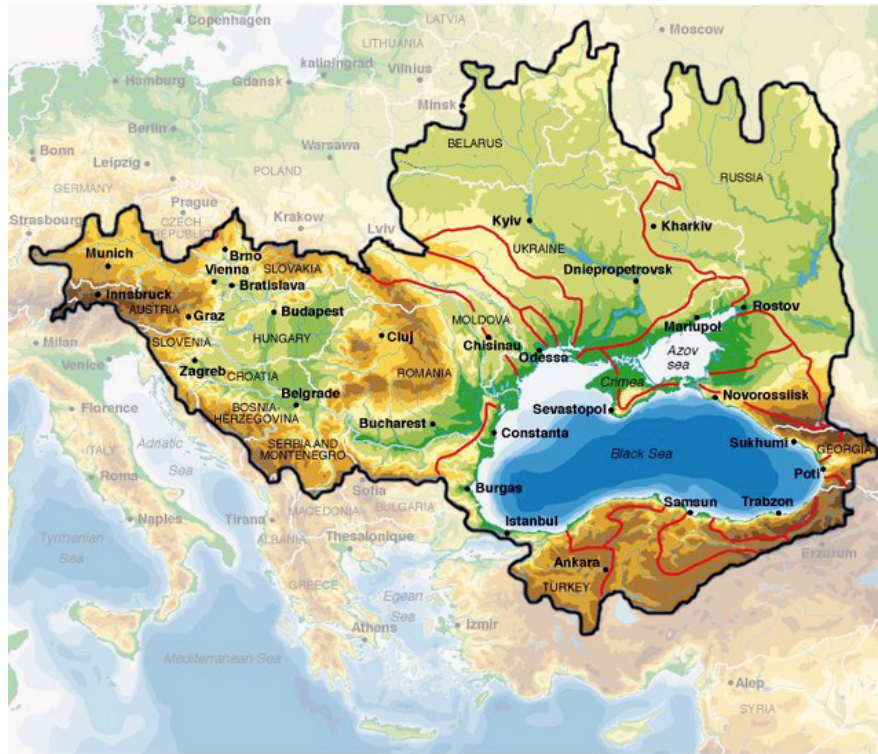 Copenhagen
LATVIA
Moscow
LITHUANIA
kaliningrad
Vilnius
Hamburg
Gdansk
Minsk
Berlin
BELARUS
Bonn
Warsawa
Leipzig
POLAND
RUSSIA
GERMANY
Prague
CZECH
REPUBLIC
Strasbourg
Krakow
Lviv
Kyiv
Kharkiv
UKRAINE
Brno
Munich
Vienna
SLOVAKIA
Bratislava
Dniepropetrovsk
Innsbruck
AUSTRIA
Graz
Budapest
MOLDOVA
Rostov
Mariupol
HUNGARY
Cluj
Chisinau
Odessa
Azov
sea
Milan
SLOVENIA
Venice
Zagreb
CROATIA
ROMANIA
Crimea
Belgrade
Novorossiisk
Florence
BOSNIA-
HERZEGOVINA
Bucharest
Sevastopol
Constanta
Adriatic
Sea
SERBIA AND
MONTENEGRO
Sukhumi
GEORGIA
ITALY
Black Sea
Roma
Poti
Sofia
Burgas
BULGARIA
Samsun
Trabzon
MACEDONIA
Naples
Tirana
Istanbul
ALBANIA
Thesalonique
Tyrrhenian
Sea
Erzurum
Ankara
TURKEY
GREECE
Egean
Sea
Izmir
Athens
Mediterranean Sea
Alep
SYRIA